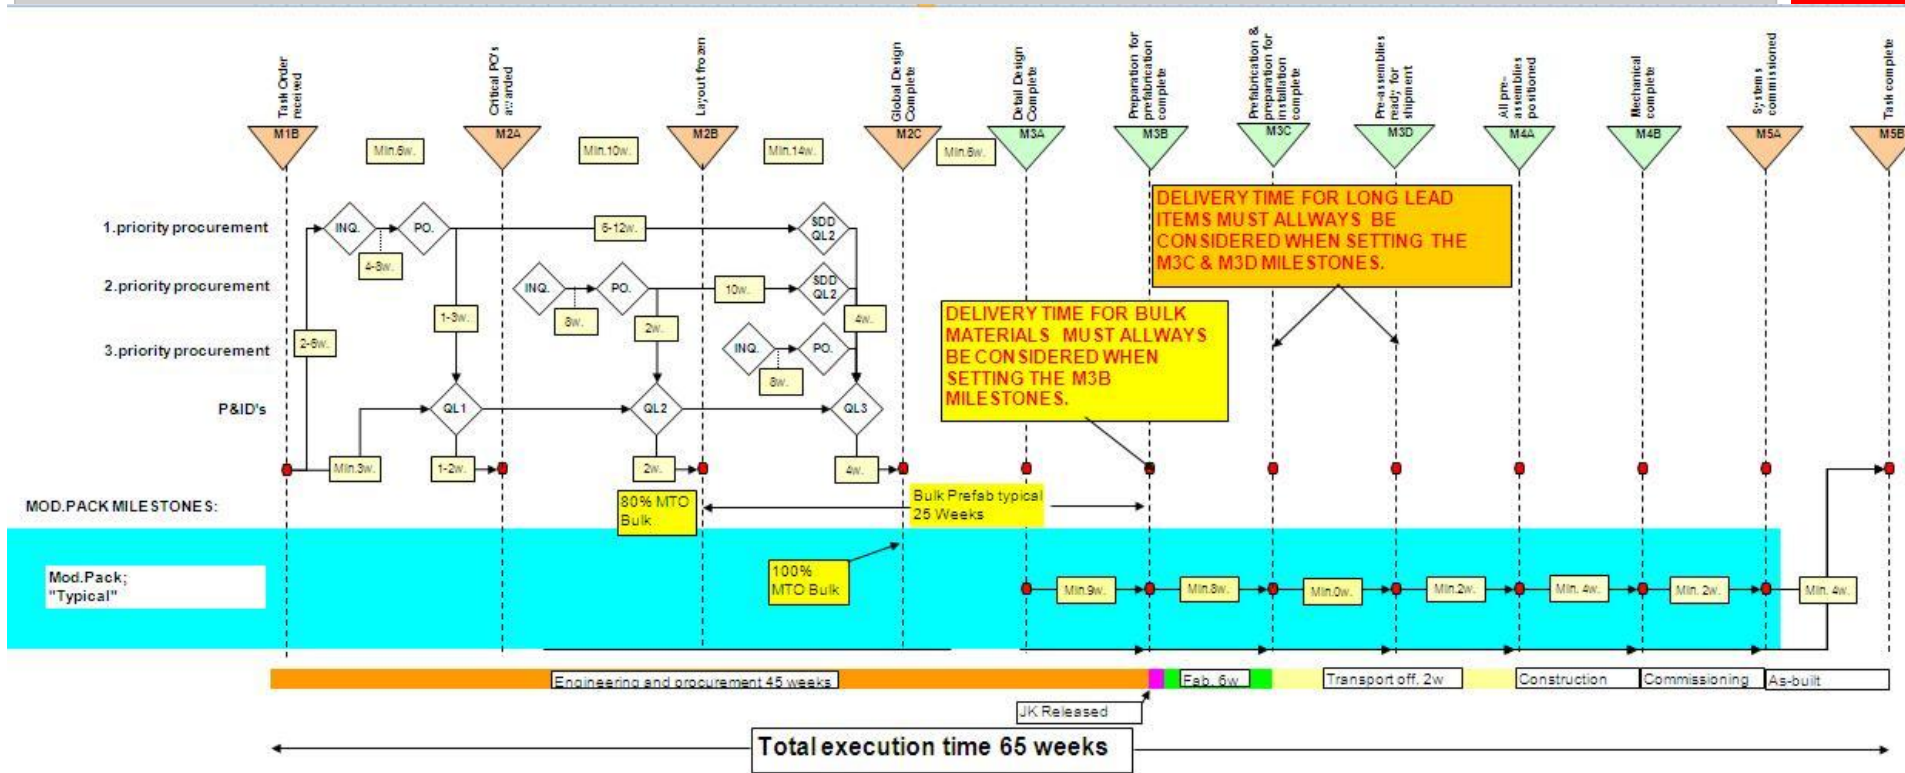 Task Order
received
Critical PO's
awarded
Layout frozen
Global Design
Complete
Detail Design
Complete
Preparation for
prefabrication
complete
Prefabrication &
preparation for
installation
complete
Pre-assemblies
ready for
shipment
All pre-
assemblies
positioned
Mechanical
complete
Systems
commissioned
Task complete
M1B
M2A
M2B
M2C
M3A
M3B
M3C
M3D
M4A
M4B
M5A
M5B
Min.6w.
Min.10w.
Min.14w.
Min.6w.
1.priority procurement
INQ.
PO.
6-12w.
SDD
QL2
4-8w.
2.priority procurement
INQ.
PO.
10w.
SDD
QL2
8w.
1-3w.
2w.
4w.
2-6w.
3.priority procurement
INQ.
PO.
8w.
P&ID's
QL1
QL2
QL3
Min.3w.
1-2w.
2w.
4w.
DELIVERY TIME FOR LONG LEAD
ITEMS MUST ALLWAYS BE
CONSIDERED WHEN SETTING THE
M3C & M3D MILESTONES.
DELIVERY TIME FOR BULK
MATERIALS MUST ALLWAYS
BE CONSIDERED WHEN
SETTING THE M3B
MILESTONES.
MOD.PACK MILESTONES:
80% MTO
Bulk
Bulk Prefab typical
25 Weeks
100%
MTO Bulk
Mod.Pack;
"Typical"
Min.9w.
Min.8w.
Min.0w.
Min.2w.
Min. 4w.
Min. 2w.
Min. 4w.
Engineering and procurement 45 weeks
Fab. 6w
Transport off. 2w
Construction
Commissioning
As-built
JK Released
Total execution time 65 weeks